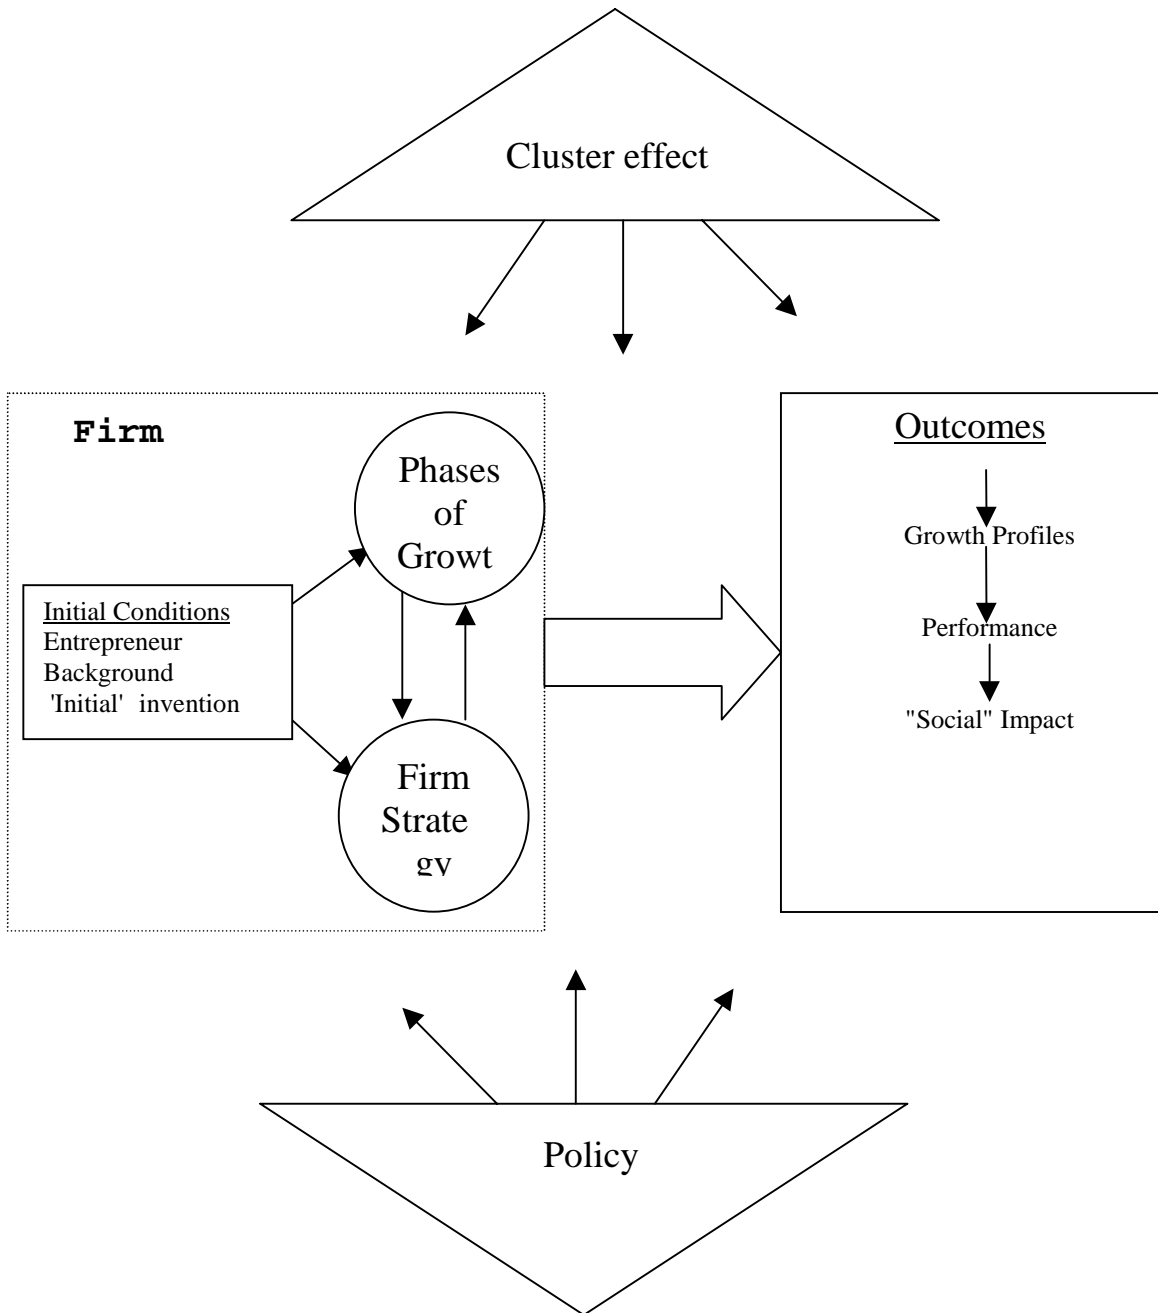 Cluster effect
Firm
Phases
of
Growt
Initial Conditions
Entrepreneur
Background
'Initial' invention
Firm
Strate
gy
Outcomes
Growth Profiles
Performance
"Social" Impact
Policy